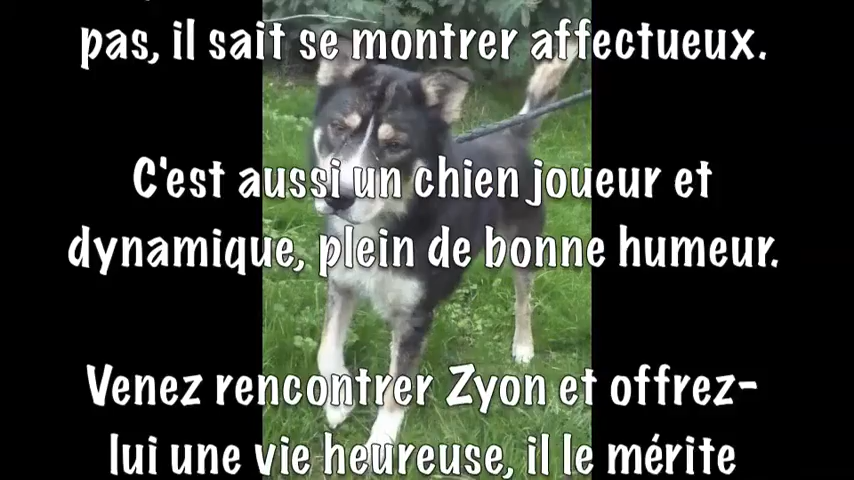 pas, il sait se montrer affectueux.
C'est aussi un chien joueur et
dynamique, plein de bonne humeur.
Venez rencontrer Zyon et offrez-
lui une vie heureuse, il le mérite